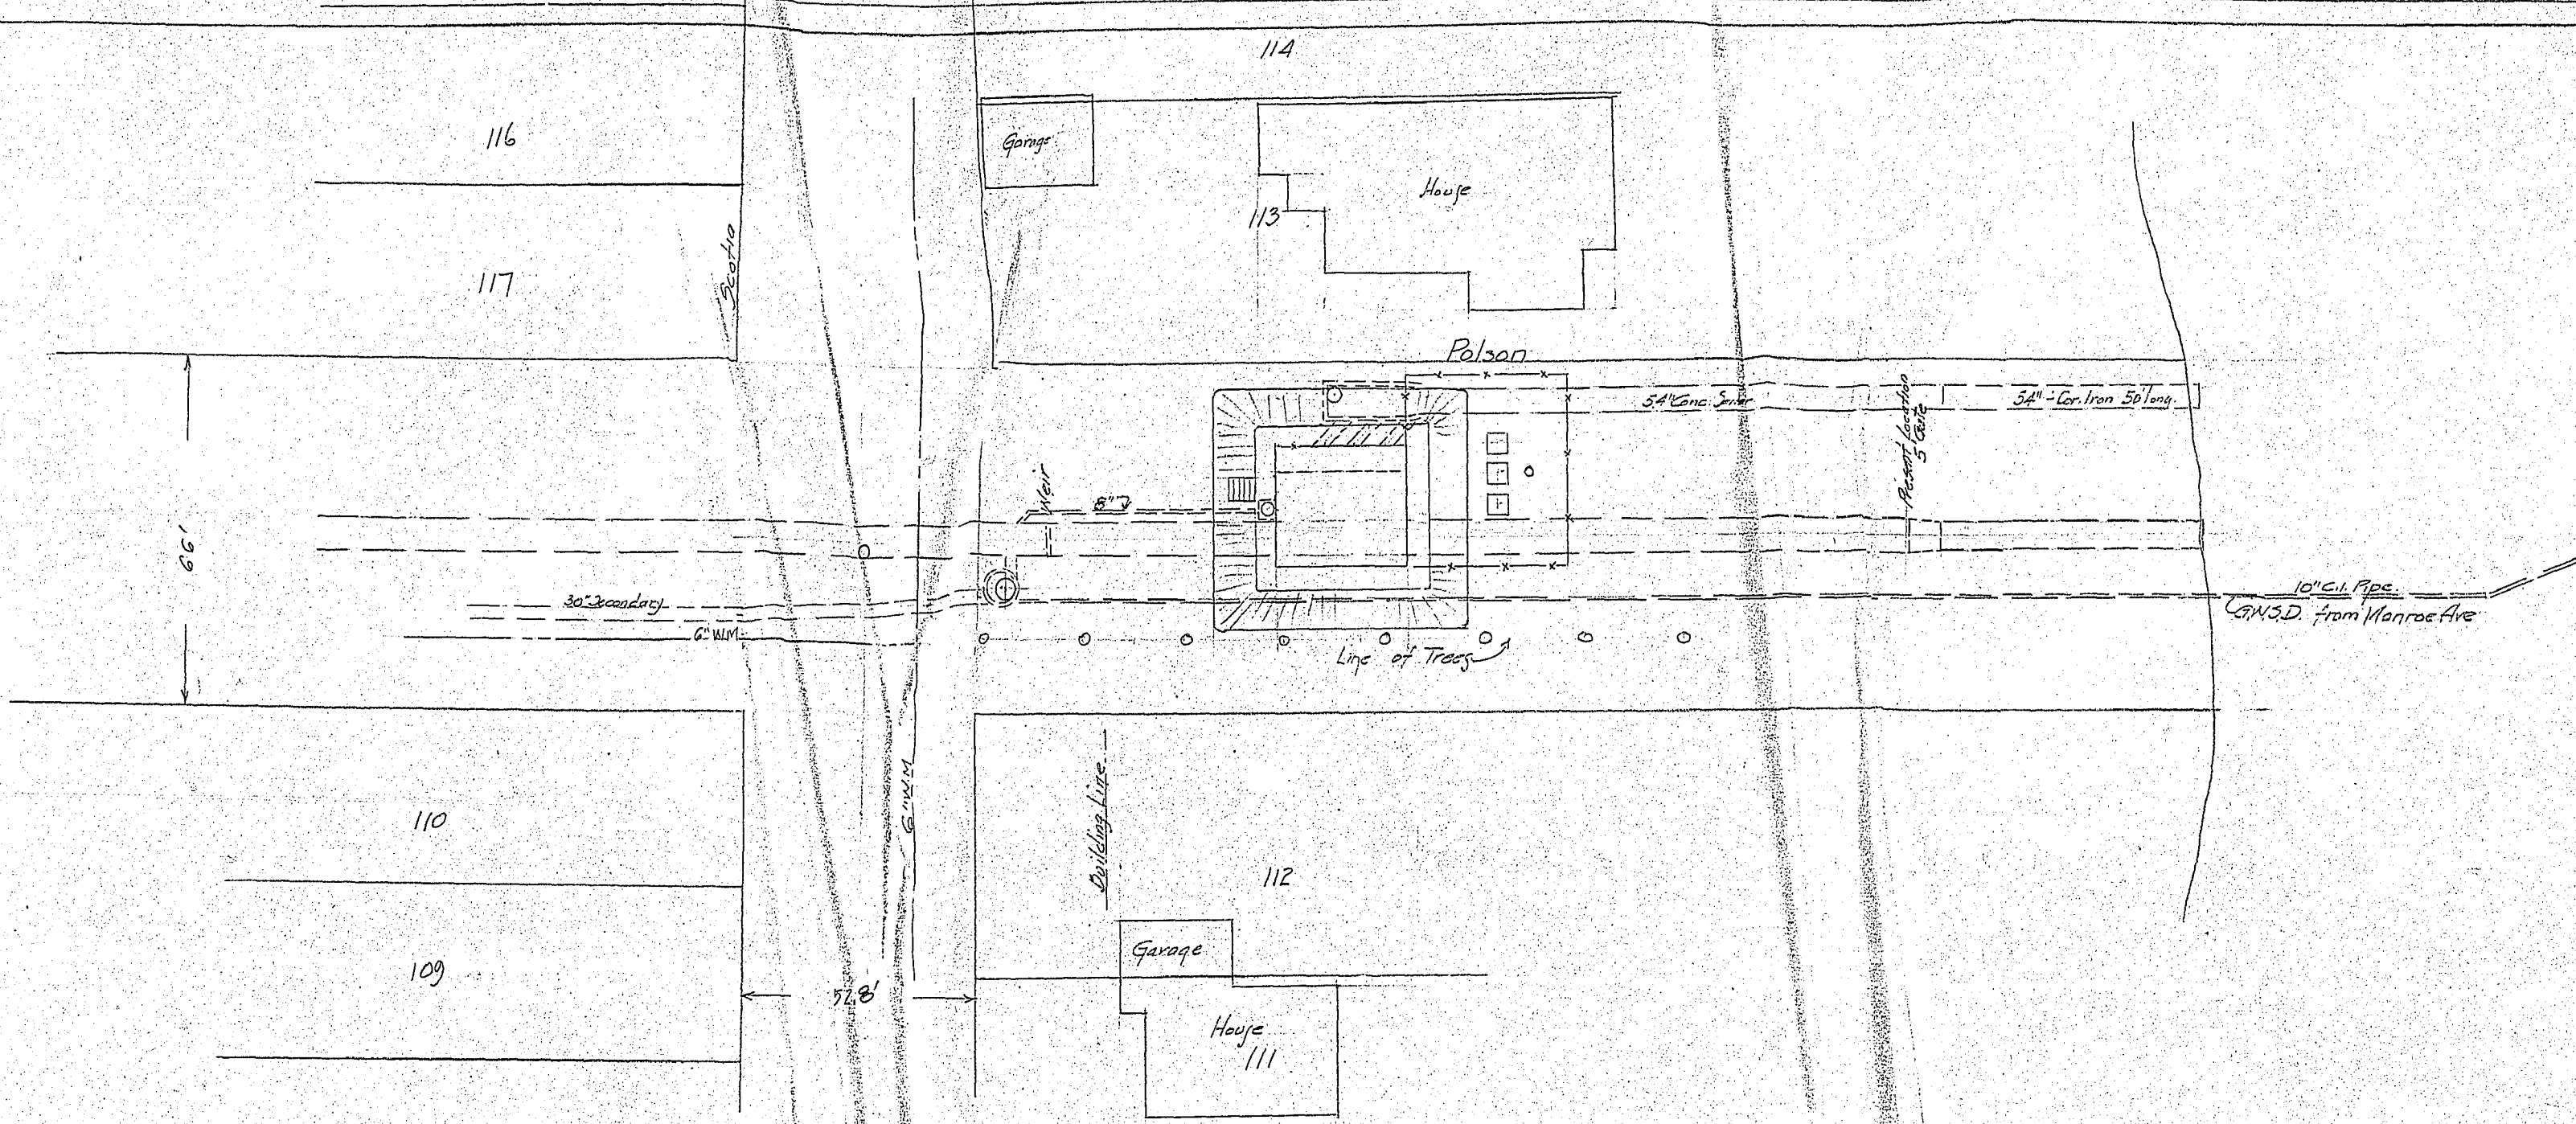 114
116
Garage
House
113
117
Scotia
Polson
54" Conc. Sewer
54" - Cor. Iron 50' long
Present Location
5' Gate
Weir
8"
66'
30" Secondary
6" W.M.
10" C.I. Pipe
G.W.S.D. from Monroe Ave
Line of Trees
6" W.M.
Building Line
110
112
Garage
109
52.8'
House
111